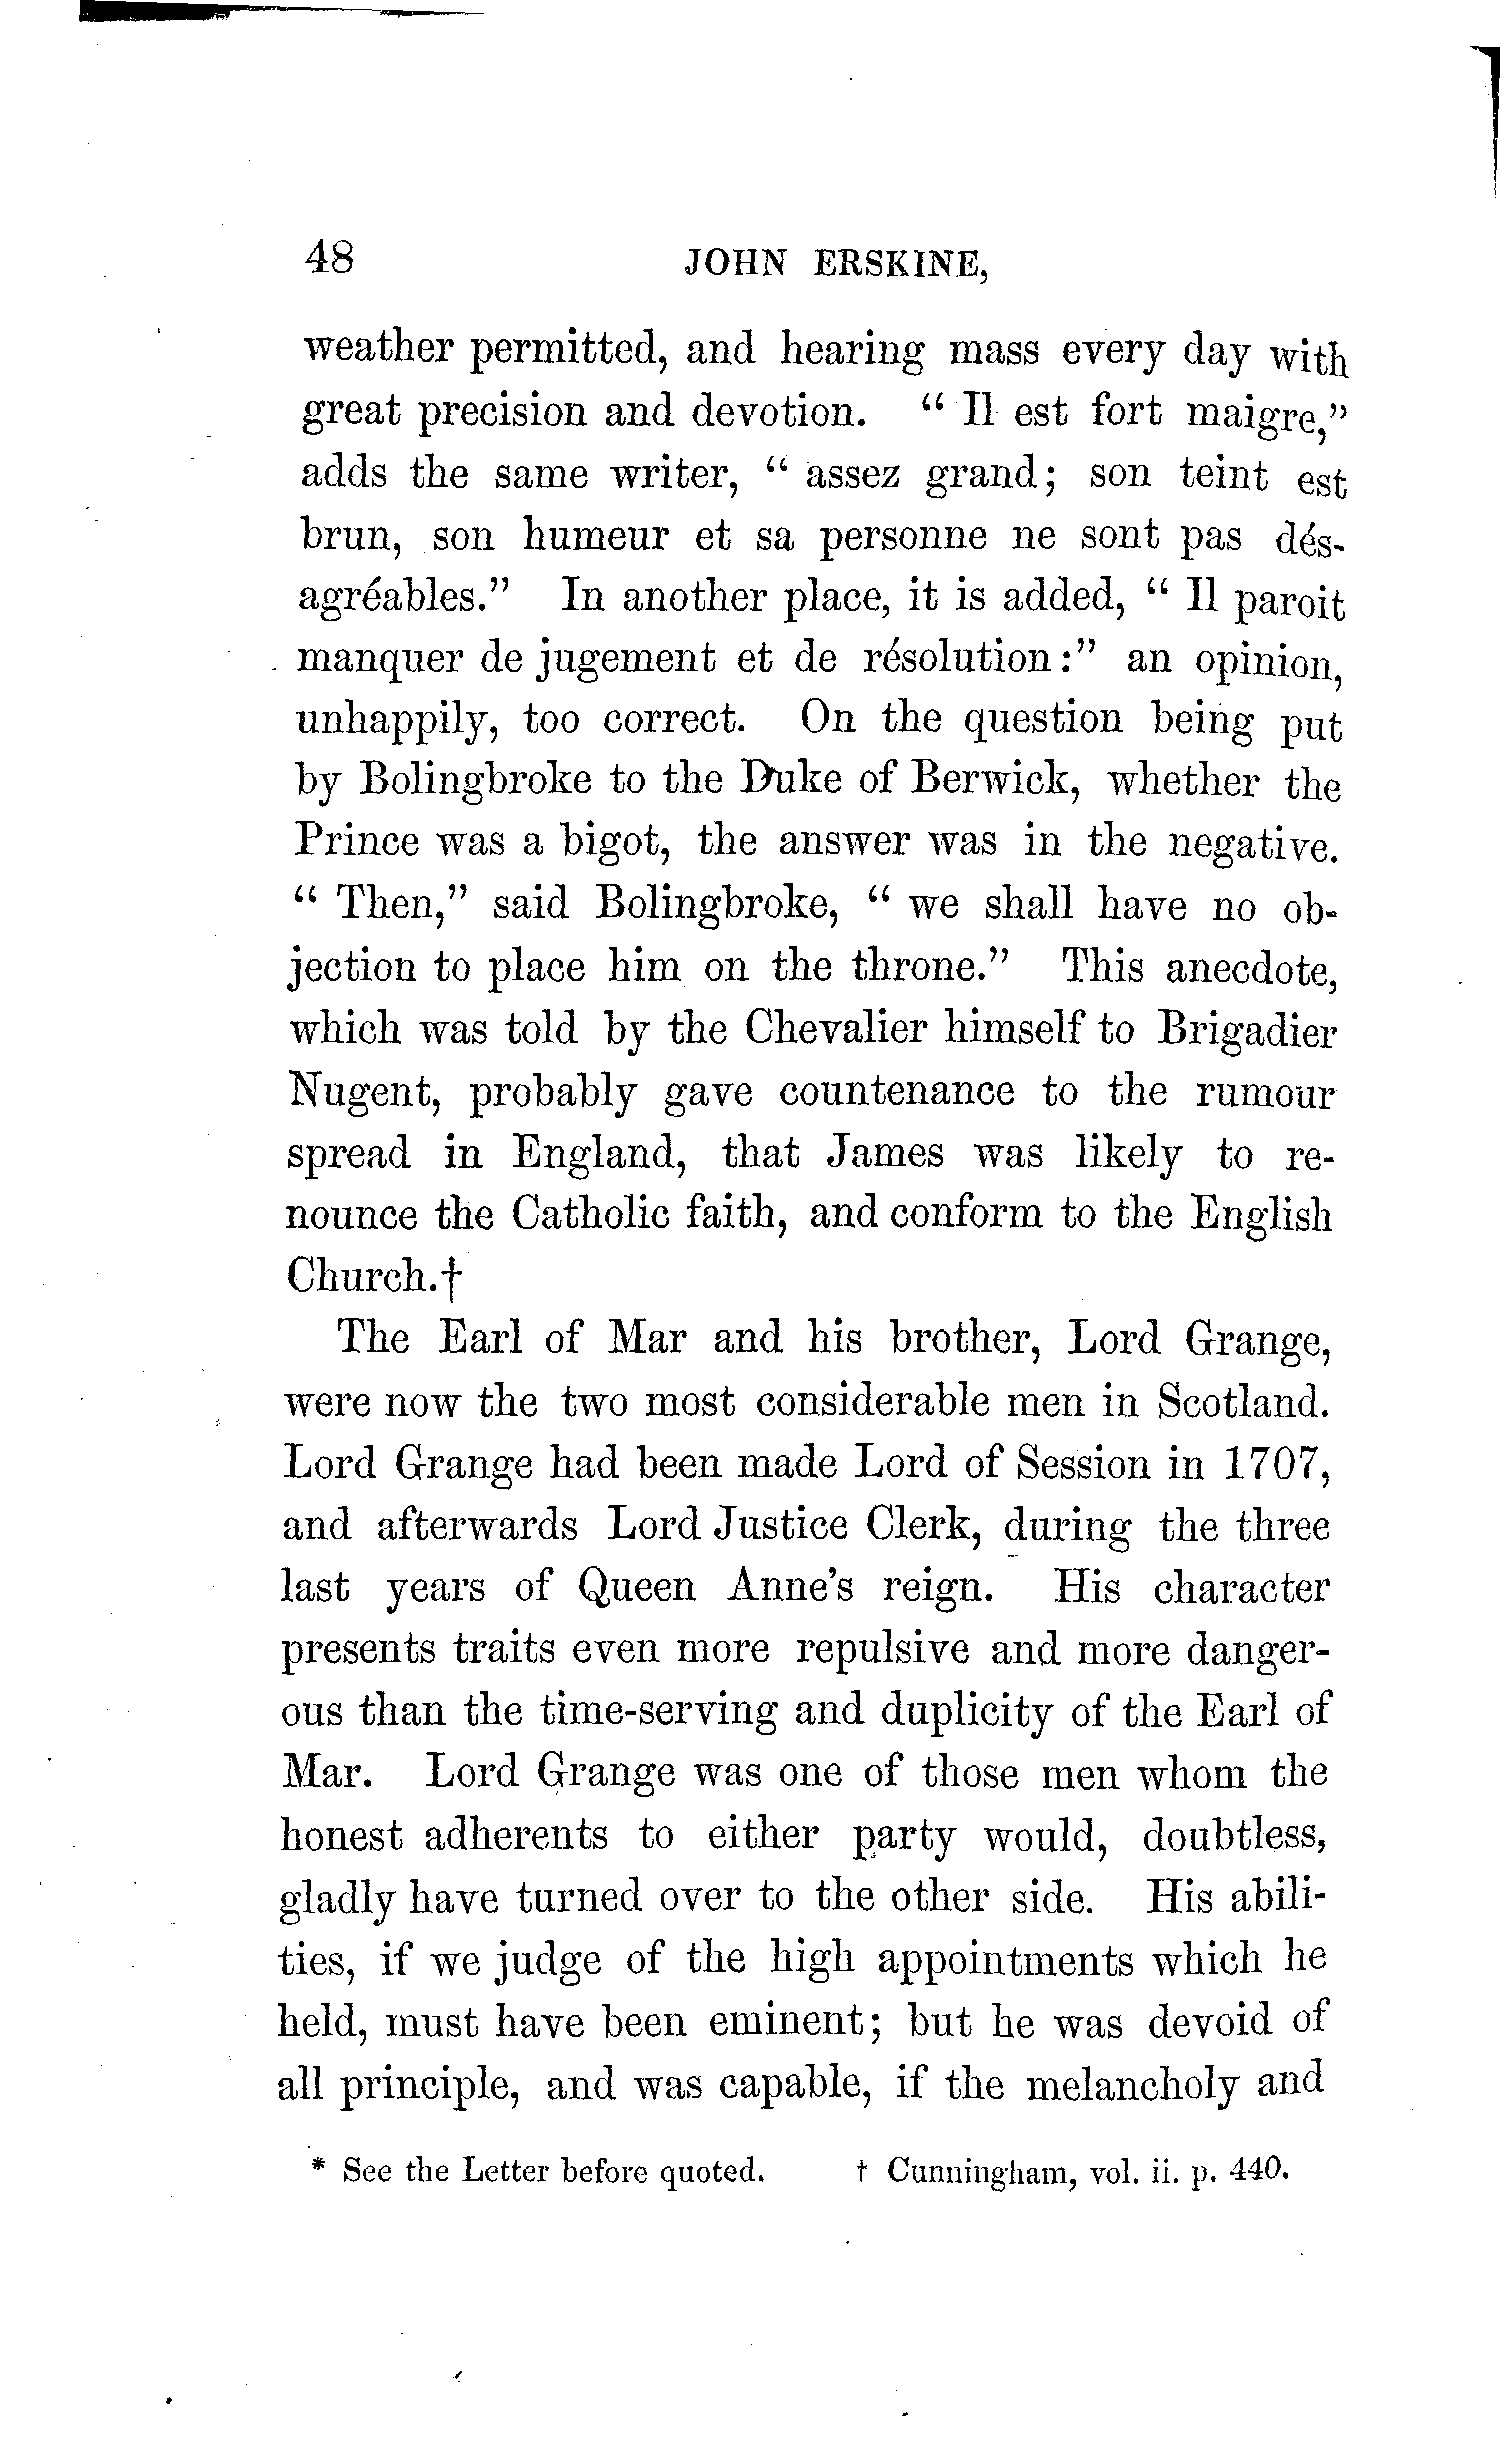 48 JOHN ERSKINE,
weather permitted, and hearing mass every day with
great precision and devotion. “ Il est fort maigre,”
adds the same writer, “ assez grand; son teint est
brun, son humeur et sa personne ne sont pas dés-
agréables.” In another place, it is added, “ Il paroit
manquer de jugement et de résolution :” an opinion,
unhappily, too correct. On the question being put
by Bolingbroke to the Duke of Berwick, whether the
Prince was a bigot, the answer was in the negative.
“ Then,” said Bolingbroke, “ we shall have no ob-
jection to place him on the throne.” This anecdote,
which was told by the Chevalier himself to Brigadier
Nugent, probably gave countenance to the rumour
spread in England, that James was likely to re-
nounce the Catholic faith, and conform to the English
Church.†
The Earl of Mar and his brother, Lord Grange,
were now the two most considerable men in Scotland.
Lord Grange had been made Lord of Session in 1707,
and afterwards Lord Justice Clerk, during the three
last years of Queen Anne’s reign. His character
presents traits even more repulsive and more danger-
ous than the time-serving and duplicity of the Earl of
Mar. Lord Grange was one of those men whom the
honest adherents to either party would, doubtless,
gladly have turned over to the other side. His abili-
ties, if we judge of the high appointments which he
held, must have been eminent; but he was devoid of
all principle, and was capable, if the melancholy and
* See the Letter before quoted. † Cunningham, vol. ii. p. 440.